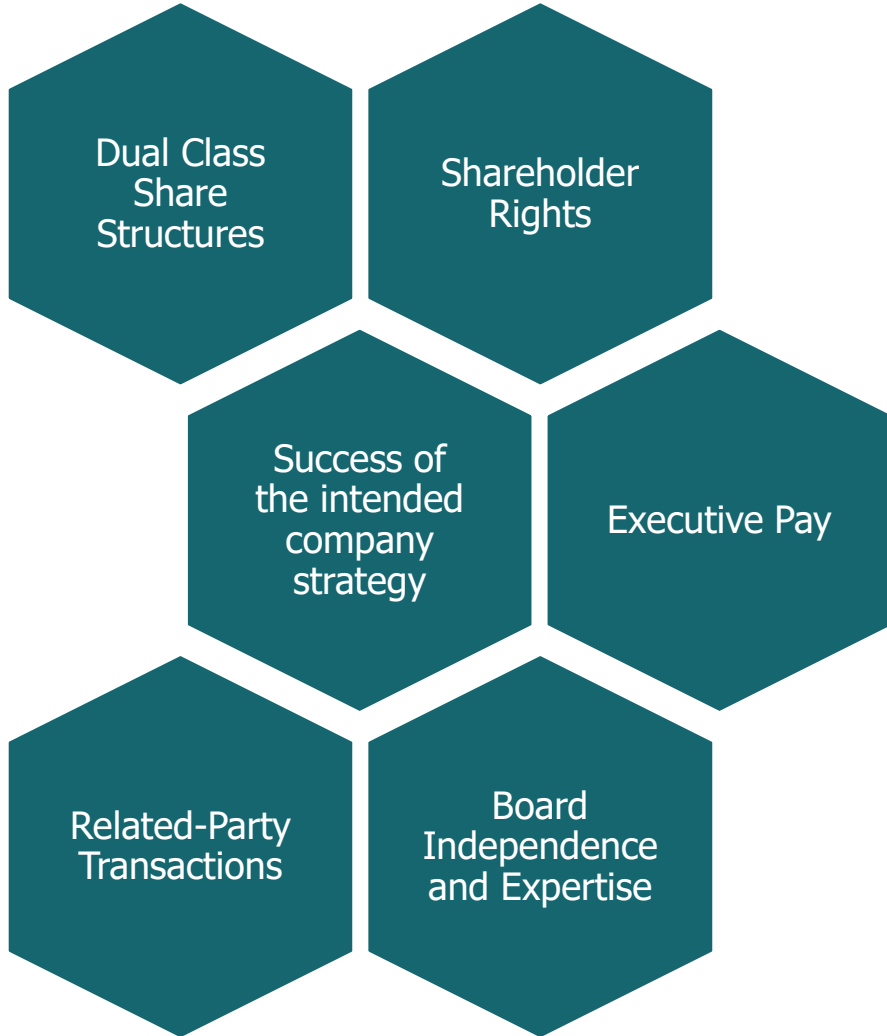 Dual Class
Share
Structures
Shareholder
Rights
Success of
the intended
company
strategy
Executive Pay
Related-Party
Transactions
Board
Independence
and Expertise